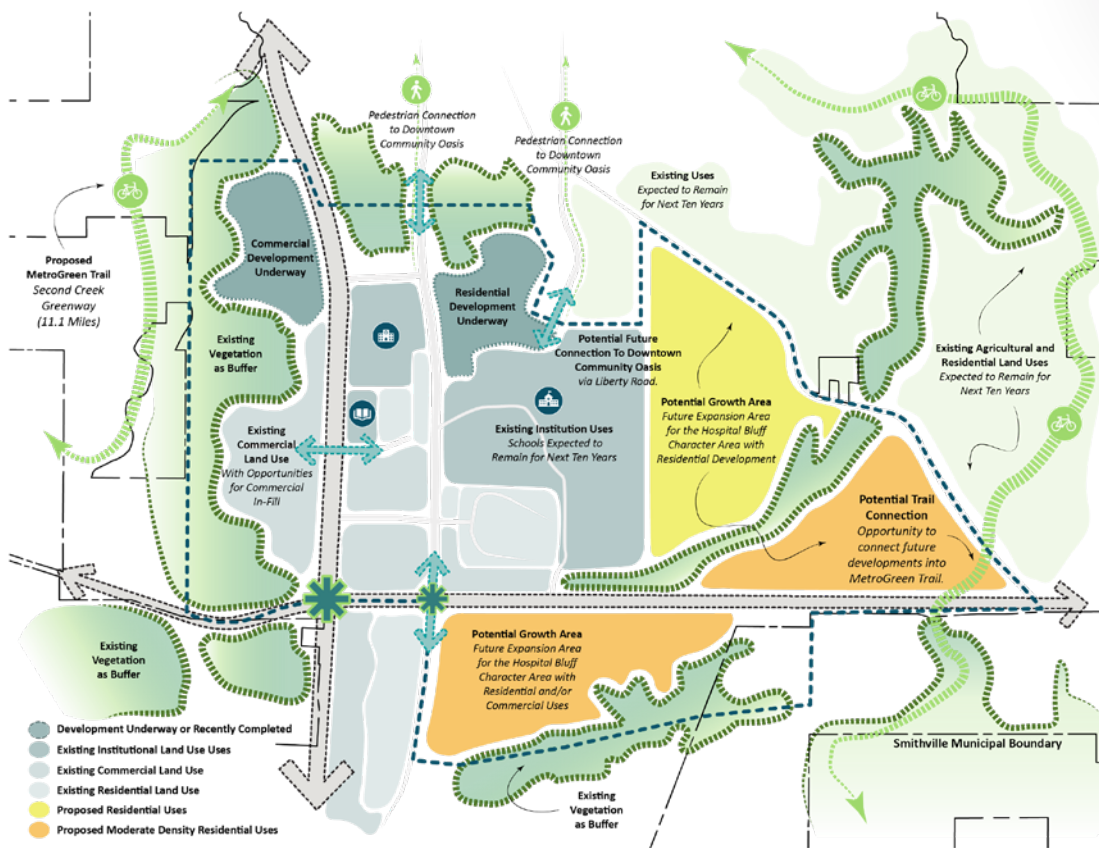 Pedestrian Connection
to Downtown
Community Oasis
Pedestrian Connection
to Downtown
Community Oasis
Existing Uses
Expected to Remain
for Next Ten Years
Commercial
Development
Underway
Proposed
MetroGreen Trail
Second Creek
Greenway
(11.1 Miles)
Residential
Development
Underway
Existing
Vegetation
as Buffer
Potential Future
Connection To Downtown
Community Oasis
via Liberty Road.
Existing Agricultural and
Residential Land Uses
Expected to Remain for
Next Ten Years
Potential Growth Area
Future Expansion Area
for the Hospital Bluff
Character Area with
Residential Development
Existing Institution Uses
Schools Expected to
Remain for Next Ten Years
Existing
Commercial
Land Use
With Opportunities
for Commercial
In-Fill
Potential Trail
Connection
Opportunity to
connect future
developments into
MetroGreen Trail.
Existing
Vegetation
as Buffer
Potential Growth Area
Future Expansion Area
for the Hospital Bluff
Character Area with
Residential and/or
Commercial Uses
Smithville Municipal Boundary
Existing
Vegetation
as Buffer
Development Underway or Recently Completed
Existing Institutional Land Use Uses
Existing Commercial Land Use
Existing Residential Land Use
Proposed Residential Uses
Proposed Moderate Density Residential Uses